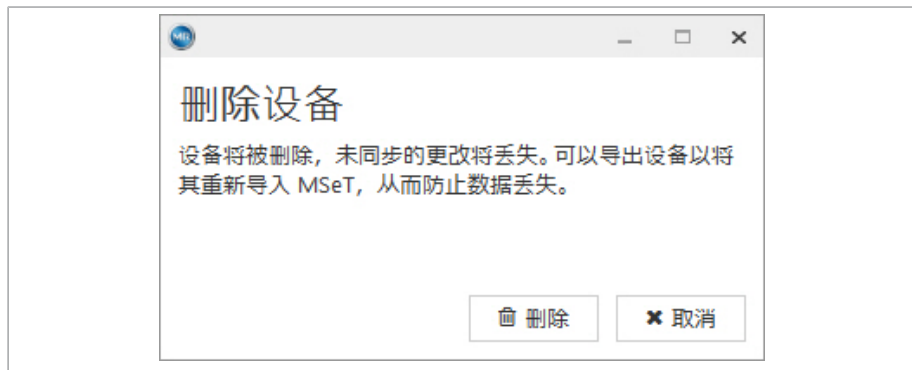 MR
删除设备
设备将被删除，未同步的更改将丢失。可以导出设备以将
其重新导入 MSeT，从而防止数据丢失。
删除 取消